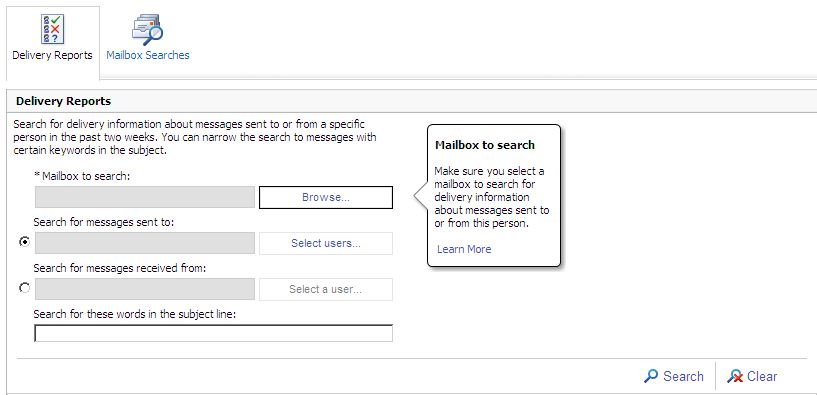 Delivery Reports
Mailbox Searches
Delivery Reports
Search for delivery information about messages sent to or from a specific
person in the past two weeks. You can narrow the search to messages with
certain keywords in the subject.
* Mailbox to search:
Browse...
Search for messages sent to:
Select users...
Search for messages received from:
Select a user...
Search for these words in the subject line:
Mailbox to search
Make sure you select a
mailbox to search for
delivery information
about messages sent to
or from this person.
Learn More
Search
Clear